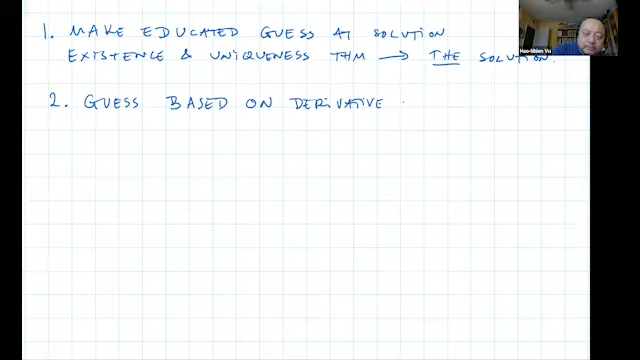 1. MAKE EDUCATED GUESS AT SOLUTION
EXISTENCE & UNIQUENESS THM → THE SOLUTION.
2. GUESS BASED ON DERIVATIVE
Hao-Nhien Vu